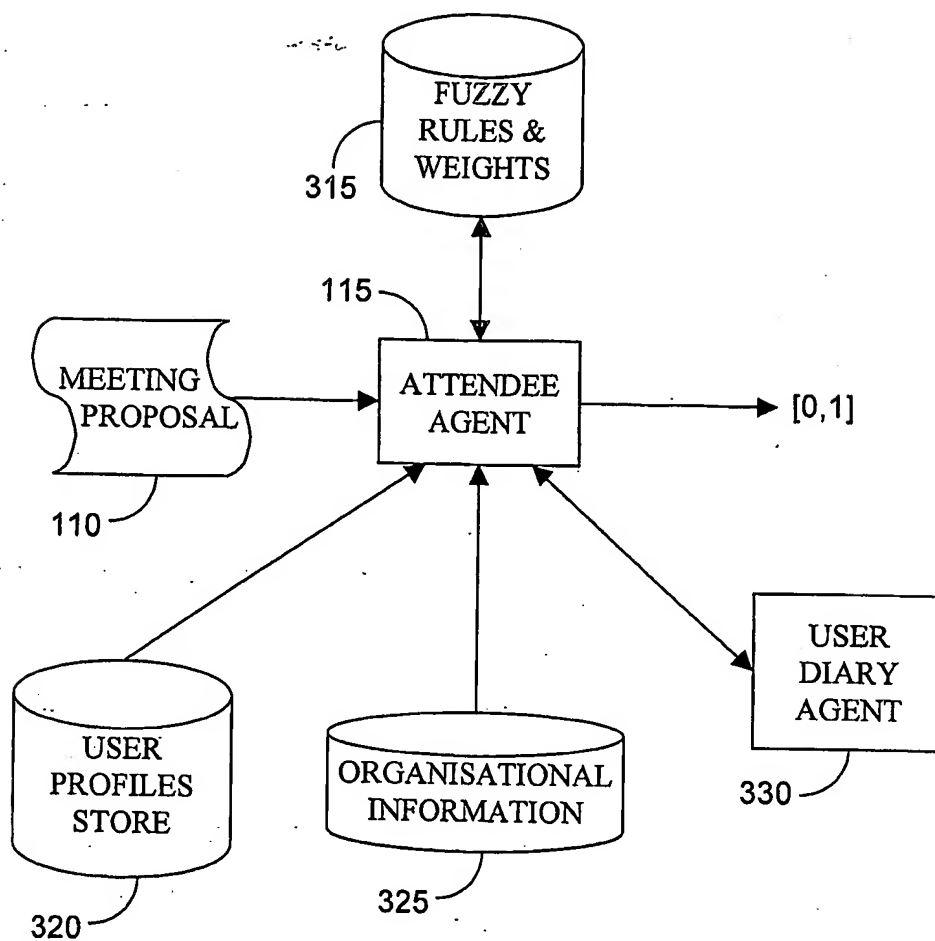 FUZZY
RULES &
WEIGHTS
315
115
MEETING
PROPOSAL
ATTENDEE
AGENT
[0,1]
110
USER
PROFILES
STORE
ORGANISATIONAL
INFORMATION
USER
DIARY
AGENT
330
325
320